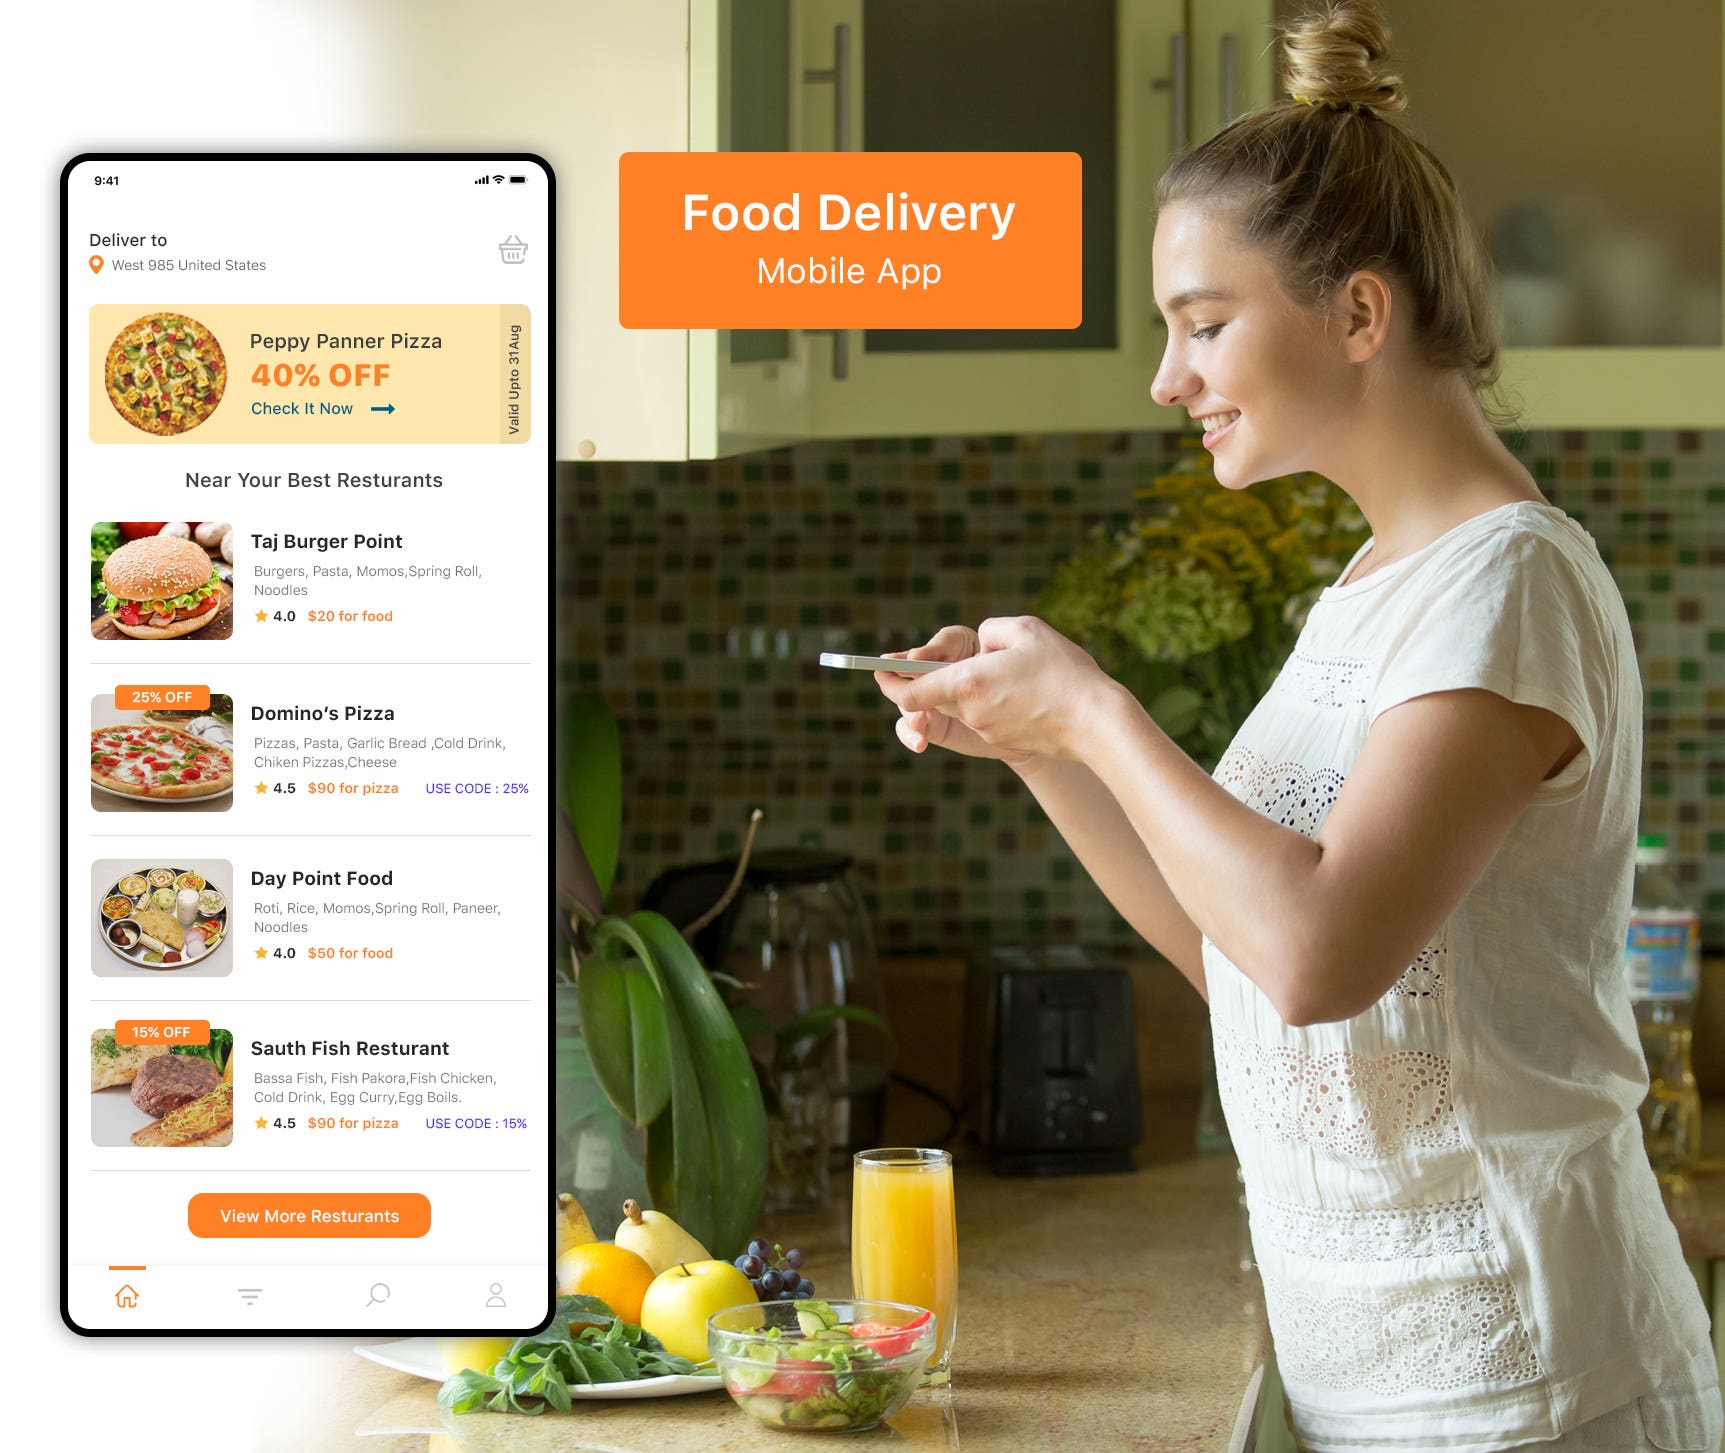 9:41
Deliver to
West 985 United States
Peppy Panner Pizza
40% OFF
Check It Now
Valid Upto 31Aug
Near Your Best Resturants
Taj Burger Point
Burgers, Pasta, Momos,Spring Roll,
Noodles
4.0 $20 for food
25% OFF
Domino's Pizza
Pizzas, Pasta, Garlic Bread ,Cold Drink,
Chiken Pizzas,Cheese
4.5 $90 for pizza USE CODE : 25%
Day Point Food
Roti, Rice, Momos,Spring Roll, Paneer,
Noodles
4.0 $50 for food
15% OFF
Sauth Fish Resturant
Bassa Fish, Fish Pakora,Fish Chicken,
Cold Drink, Egg Curry,Egg Boils.
4.5 $90 for pizza USE CODE : 15%
View More Resturants
Food Delivery
Mobile App